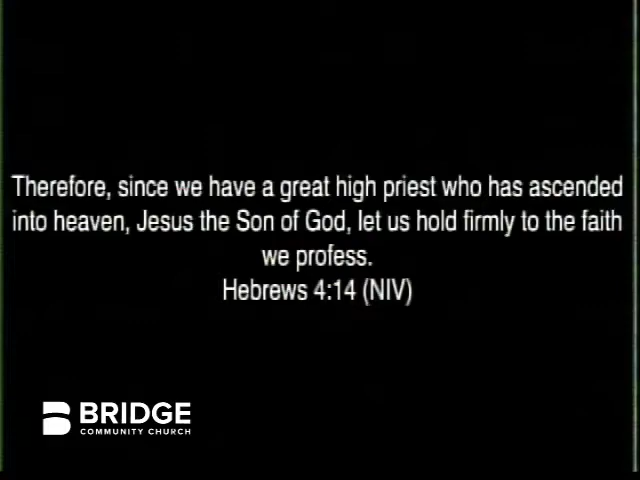 Therefore, since we have a great high priest who has ascended
into heaven, Jesus the Son of God, let us hold firmly to the faith
we profess.
Hebrews 4:14 (NIV)
BRIDGE
COMMUNITY CHURCH